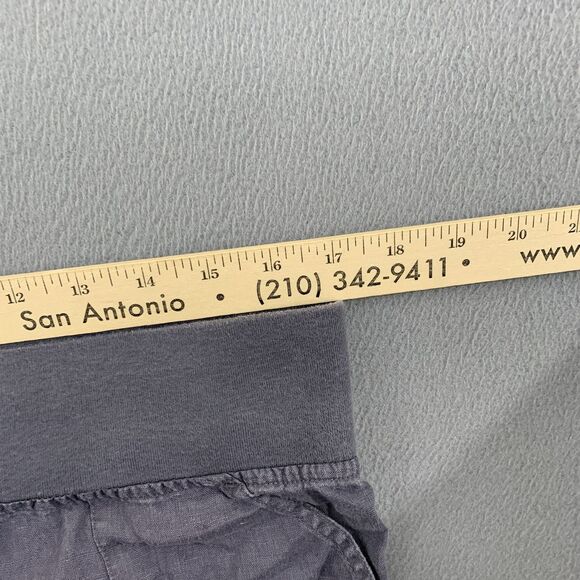 12 13 14 15 16 17 18 19 20
San Antonio • (210) 342-9411 • www.